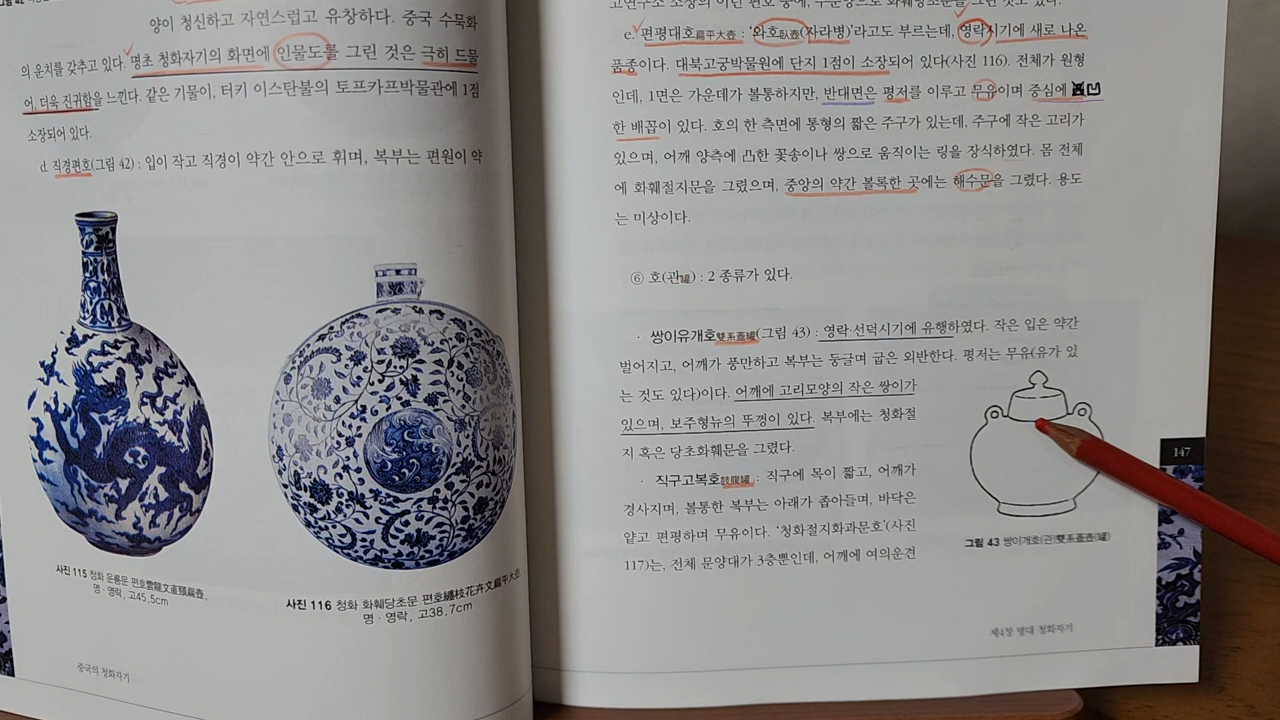 양이 청신하고 자연스럽고 유창하다. 중국 수묵화
의 운치를 갖추고 있다. 명초 청화자기의 화면에 인물도를 그린 것은 극히 드물
어, 더욱 진귀함을 느낀다. 같은 기물이, 터키 이스탄불의 토프카프박물관에 1점
소장되어 있다.
d. 직경편호(그림 42) : 입이 작고 직경이 약간 안으로 휘며, 복부는 편원이 약
사진 115 청화 운룡문 편호雲龍文直頸扁壺,
명·영락, 고45.5cm
사진 116 청화 화훼당초문 편호纏枝花卉文扁平大壺,
명·영락, 고38.7cm
중국의 청화자기
e. 편평대호扁平大壺 : '와호臥壺(자라병)'라고도 부르는데, 영락시기에 새로 나온
품종이다. 대북고궁박물원에 단지 1점이 소장되어 있다(사진 116). 전체가 원형
인데, 1면은 가운데가 볼통하지만, 반대면은 평저를 이루고 무유이며 중심에 凹
한 배꼽이 있다. 호의 한 측면에 통형의 짧은 주구가 있는데, 주구에 작은 고리가
있으며, 어깨 양측에 凸한 꽃송이나 쌍으로 움직이는 링을 장식하였다. 몸 전체
에 화훼절지문을 그렸으며, 중앙의 약간 볼록한 곳에는 해수문을 그렸다. 용도
는 미상이다.
⑥ 호(관罐) : 2 종류가 있다.
· 쌍이유개호雙系蓋罐(그림 43) : 영락 선덕시기에 유행하였다. 작은 입은 약간
벌어지고, 어깨가 풍만하고 복부는 둥글며 굽은 외반한다. 평저는 무유(유가 있
는 것도 있다)이다. 어깨에 고리모양의 작은 쌍이가
있으며, 보주형뉴의 뚜껑이 있다. 복부에는 청화절
지 혹은 당초화훼문을 그렸다.
· 직구고복호鼓腹罐 : 직구에 목이 짧고, 어깨가
경사지며, 볼통한 복부는 아래가 좁아들며, 바닥은
얕고 편평하며 무유이다. '청화절지화과문호'(사진
117)는, 전체 문양대가 3층뿐인데, 어깨에 여의운견
그림 43 쌍이개호(관)雙系蓋壺(罐)
147
제4장 명대 청화자기